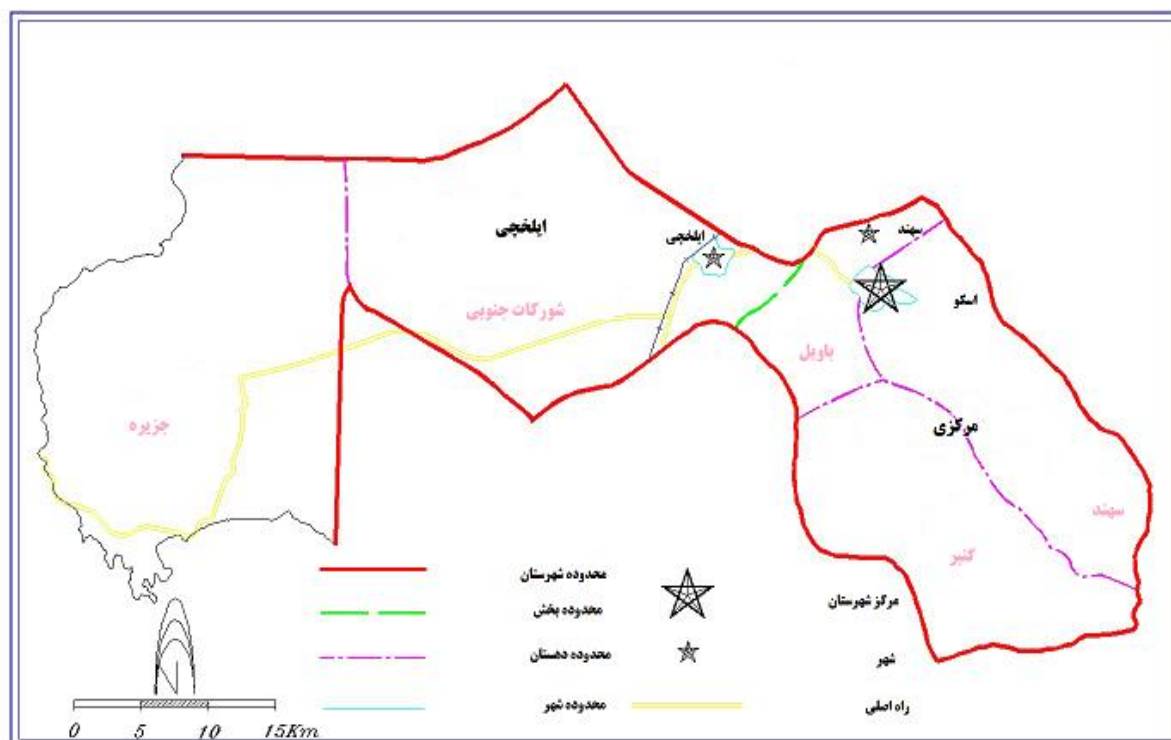 ایلخچی
ایلخچی
سهند
اسکو
شورکات جنوبی
باویل
جزیره
مرکزی
سهند
گنبر
محدوده شهرستان
مرکز شهرستان
محدوده بخش
محدوده دهستان
شهر
محدوده شهر
راه اصلی
0 5 10 15Km